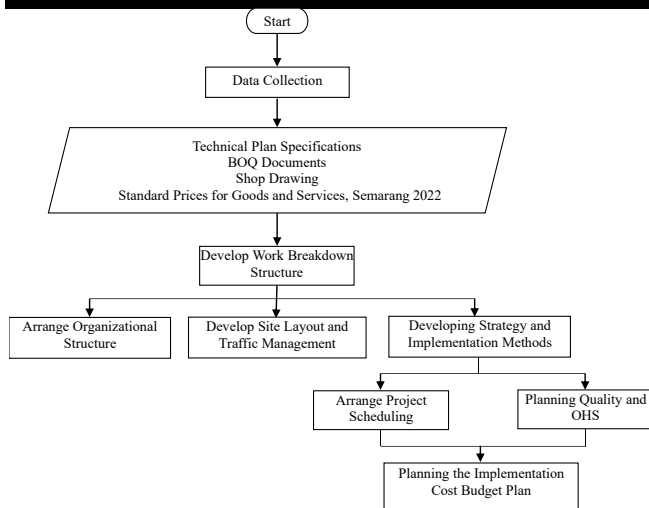 Start
Data Collection
Technical Plan Specifications
BOQ Documents
Shop Drawing
Standard Prices for Goods and Services, Semarang 2022
Develop Work Breakdown
Structure
Arrange Organizational
Structure
Develop Site Layout and
Traffic Management
Developing Strategy and
Implementation Methods
Arrange Project
Scheduling
Planning Quality and
OHS
Planning the Implementation
Cost Budget Plan